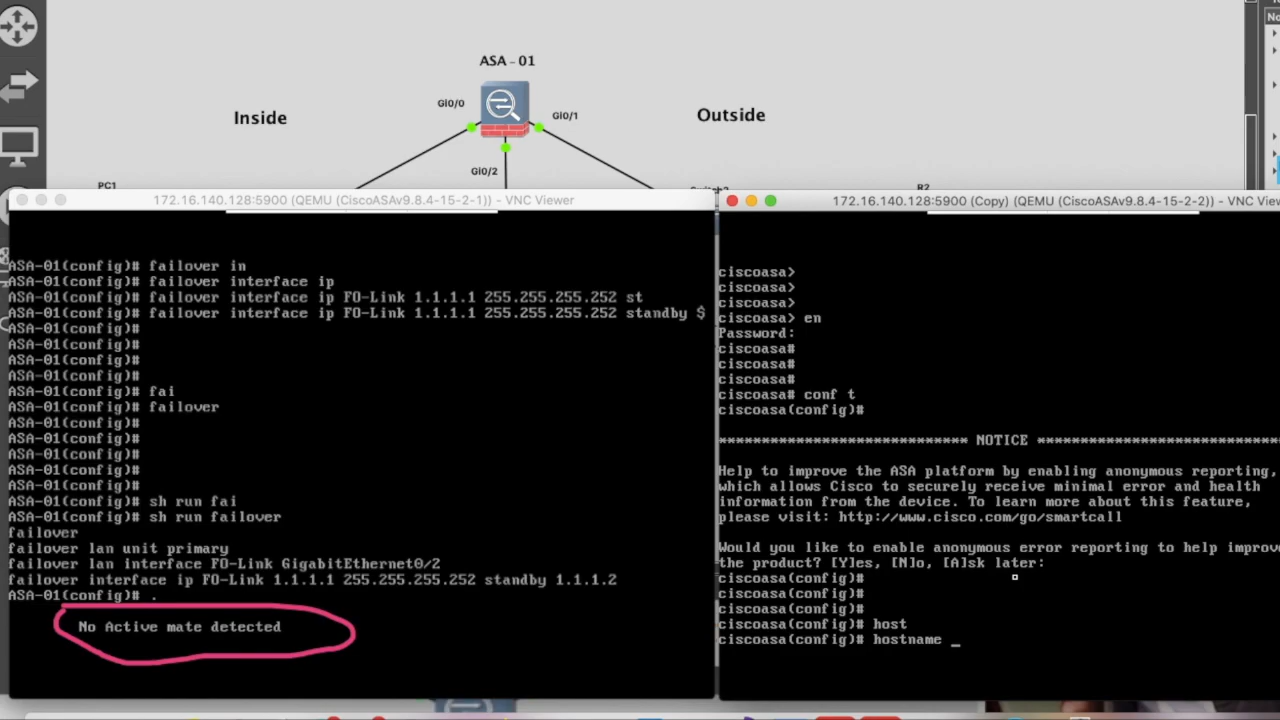 No
ASA - 01
Gi0/0
Gi0/1
Inside
Outside
Gi0/2
PC1
R2
172.16.140.128:5900 (QEMU (CiscoASAv9.8.4-15-2-1)) - VNC Viewer
ASA-01(config)# failover in
ASA-01(config)# failover interface ip
ASA-01(config)# failover interface ip FO-Link 1.1.1.1 255.255.255.252 st
ASA-01(config)# failover interface ip FO-Link 1.1.1.1 255.255.255.252 standby $
ASA-01(config)#
ASA-01(config)#
ASA-01(config)#
ASA-01(config)#
ASA-01(config)# fai
ASA-01(config)# failover
ASA-01(config)#
ASA-01(config)#
ASA-01(config)#
ASA-01(config)#
ASA-01(config)#
ASA-01(config)# sh run fai
ASA-01(config)# sh run failover
failover
failover lan unit primary
failover lan interface FO-Link GigabitEthernet0/2
failover interface ip FO-Link 1.1.1.1 255.255.255.252 standby 1.1.1.2
ASA-01(config)# .
No Active mate detected
172.16.140.128:5900 (Copy) (QEMU (CiscoASAv9.8.4-15-2-2)) - VNC View
ciscoasa>
ciscoasa>
ciscoasa>
ciscoasa> en
Password:
ciscoasa#
ciscoasa#
ciscoasa#
ciscoasa# conf t
ciscoasa(config)#
**************************** NOTICE ****************************
Help to improve the ASA platform by enabling anonymous reporting,
which allows Cisco to securely receive minimal error and health
information from the device. To learn more about this feature,
please visit: http://www.cisco.com/go/smartcall
Would you like to enable anonymous error reporting to help improve
the product? [Y]es, [N]o, [A]sk later:
ciscoasa(config)#
ciscoasa(config)#
ciscoasa(config)#
ciscoasa(config)# host
ciscoasa(config)# hostname _